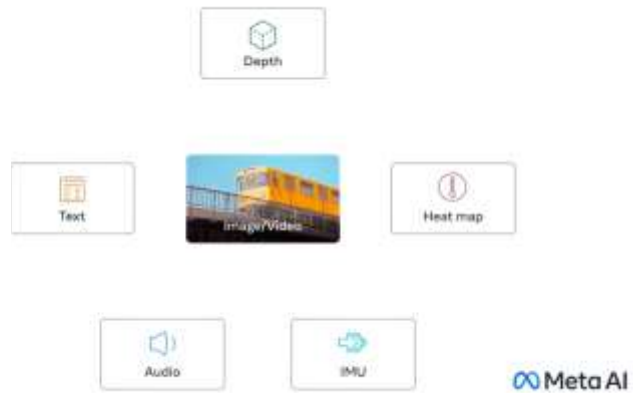 Depth
Text
Image/Video
Heat map
Audio
IMU
Meta AI